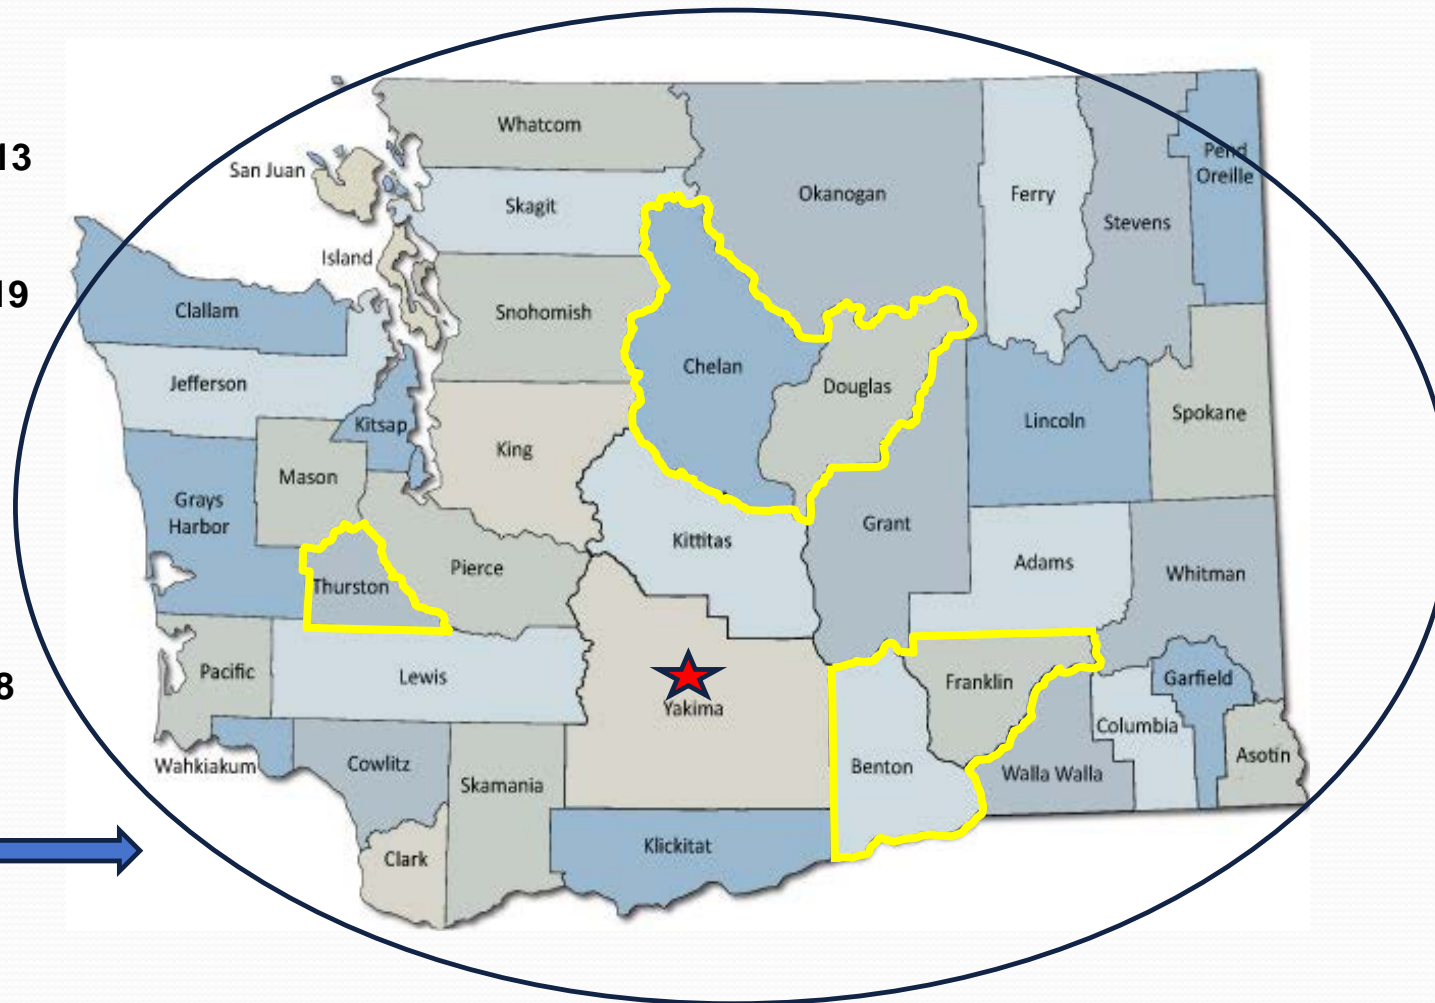 13
19
8
Whatcom
San Juan
Skagit
Island
Okanogan
Ferry
Stevens
Pend
Oreille
Clallam
Snohomish
Jefferson
Chelan
Douglas
Kitsap
King
Lincoln
Spokane
Mason
Grays
Harbor
Kittitas
Grant
Pierce
Thurston
Adams
Whitman
Pacific
Lewis
Yakima
Franklin
Garfield
Columbia
Wahkiakum
Cowlitz
Skamania
Benton
Walla Walla
Asotin
Clark
Klickitat